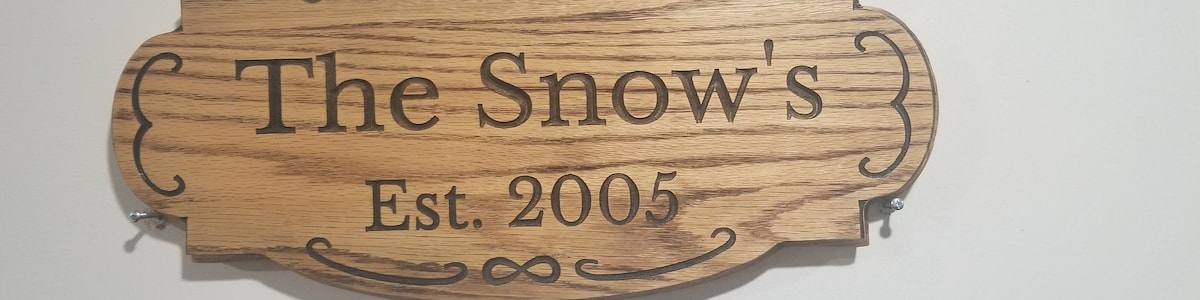 The Snow's
Est. 2005